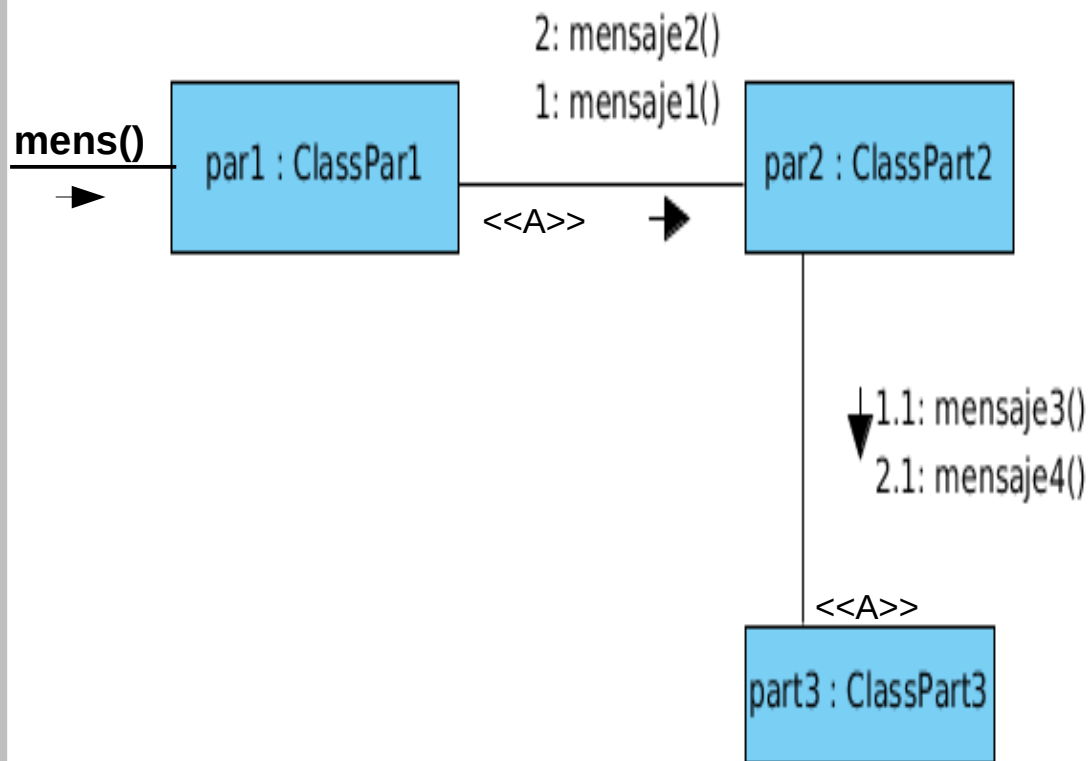 2: mensaje2()
1: mensaje1()
mens()
par1 : ClassPar1
par2 : ClassPart2
<<A>>
1.1: mensaje3()
2.1: mensaje4()
<<A>>
part3 : ClassPart3